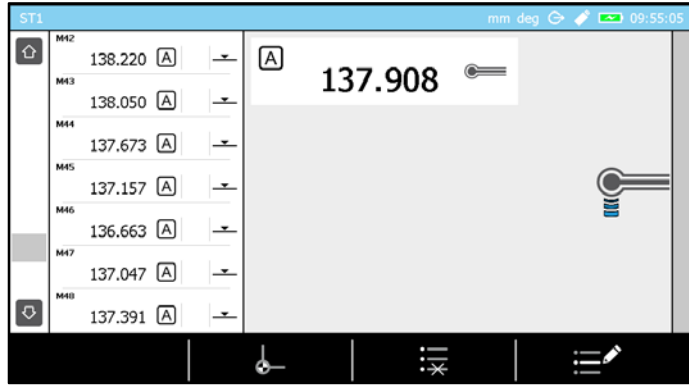 ST1
mm deg 09:55:05
M42
138.220 A
M43
138.050 A
M44
137.673 A
M45
137.157 A
M46
136.663 A
M47
137.047 A
M48
137.391 A
A
137.908